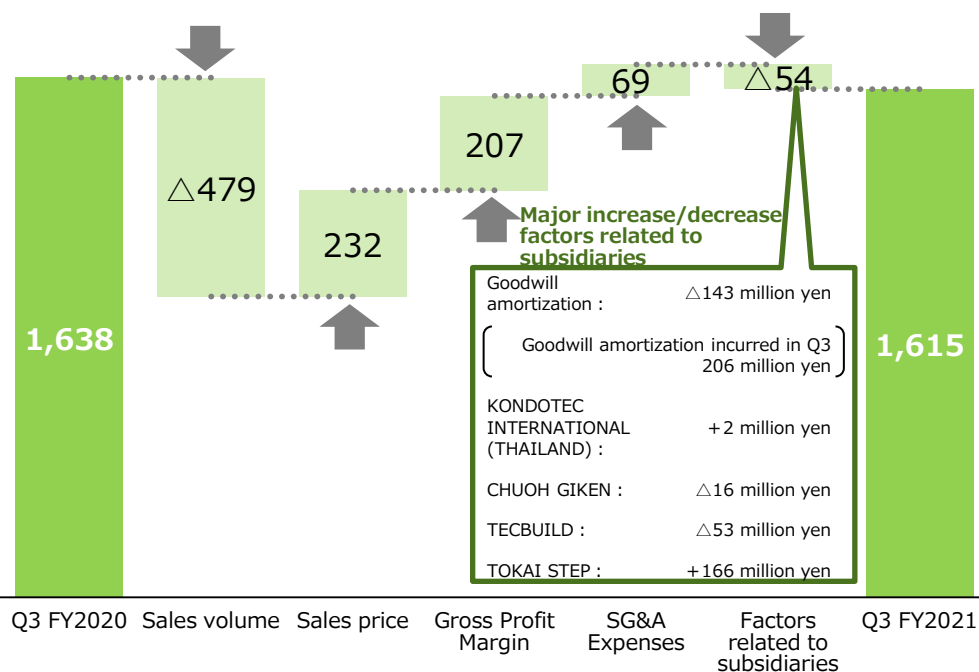 69
△54
207
△479
232
Major increase/decrease
factors related to
subsidiaries
1,638
1,615
Goodwill
amortization : △143 million yen
Goodwill amortization incurred in Q3
206 million yen
KONDOTEC
INTERNATIONAL +2 million yen
(THAILAND) :
CHUOH GIKEN : △16 million yen
TECBUILD : △53 million yen
TOKAI STEP : +166 million yen
Q3 FY2020
Sales volume
Sales price
Gross Profit
Margin
SG&A
Expenses
Factors
related to
subsidiaries
Q3 FY2021